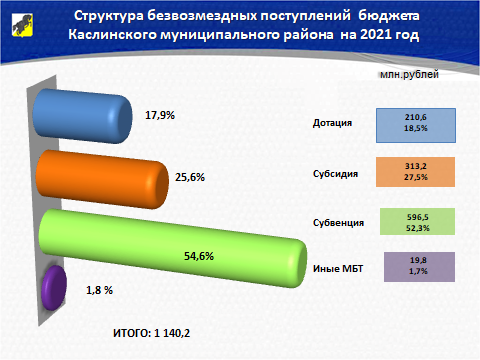 Структура безвозмездных поступлений бюджета
Каслинского муниципального района на 2021 год
млн.рублей
17,9%
Дотация
210,6
18,5%
25,6%
Субсидия
313,2
27,5%
54,6%
Субвенция
596,5
52,3%
1,8 %
Иные МБТ
19,8
1,7%
ИТОГО: 1 140,2